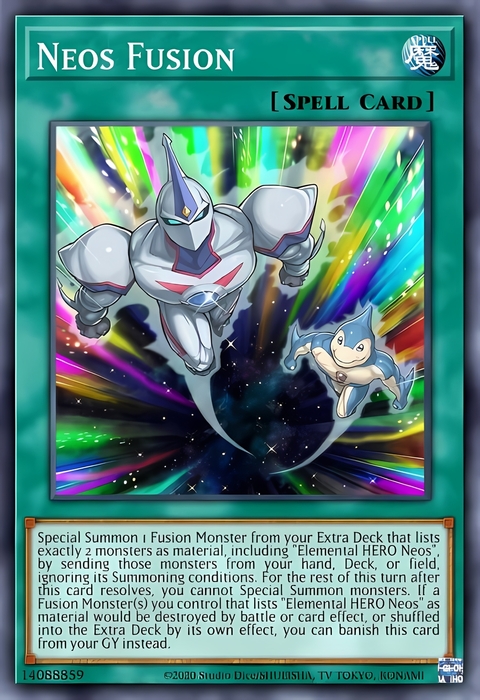 NEOS FUSION
魔
[SPELL CARD]
Special Summon 1 Fusion Monster from your Extra Deck that lists
exactly 2 monsters as material, including "Elemental HERO Neos",
by sending those monsters from your hand, Deck, or field,
ignoring its Summoning conditions. For the rest of this turn after
this card resolves, you cannot Special Summon monsters. If a
Fusion Monster(s) you control that lists "Elemental HERO Neos" as
material would be destroyed by battle or card effect, or shuffled
into the Extra Deck by its own effect, you can banish this card
from your GY instead.
14088859 ©2020 Studio Dice/SHUEISHA, TV TOKYO, KONAMI